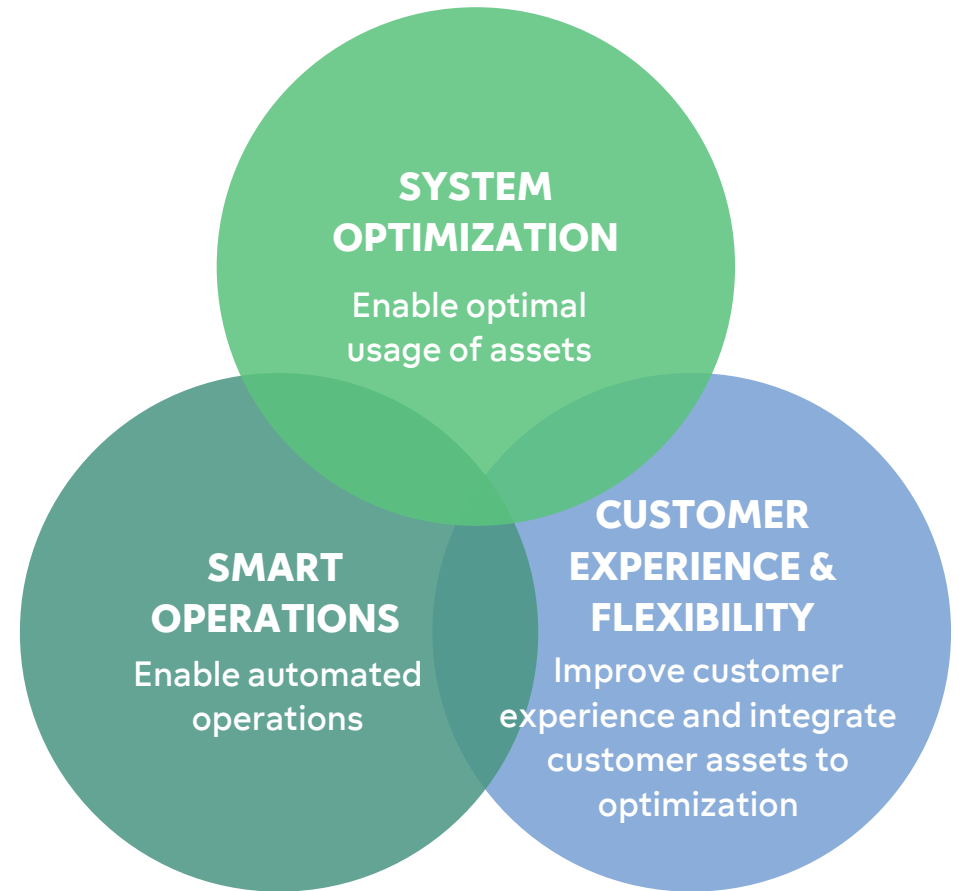 SYSTEM
OPTIMIZATION
Enable optimal
usage of assets
SMART
OPERATIONS
Enable automated
operations
CUSTOMER
EXPERIENCE &
FLEXIBILITY
Improve customer
experience and integrate
customer assets to
optimization